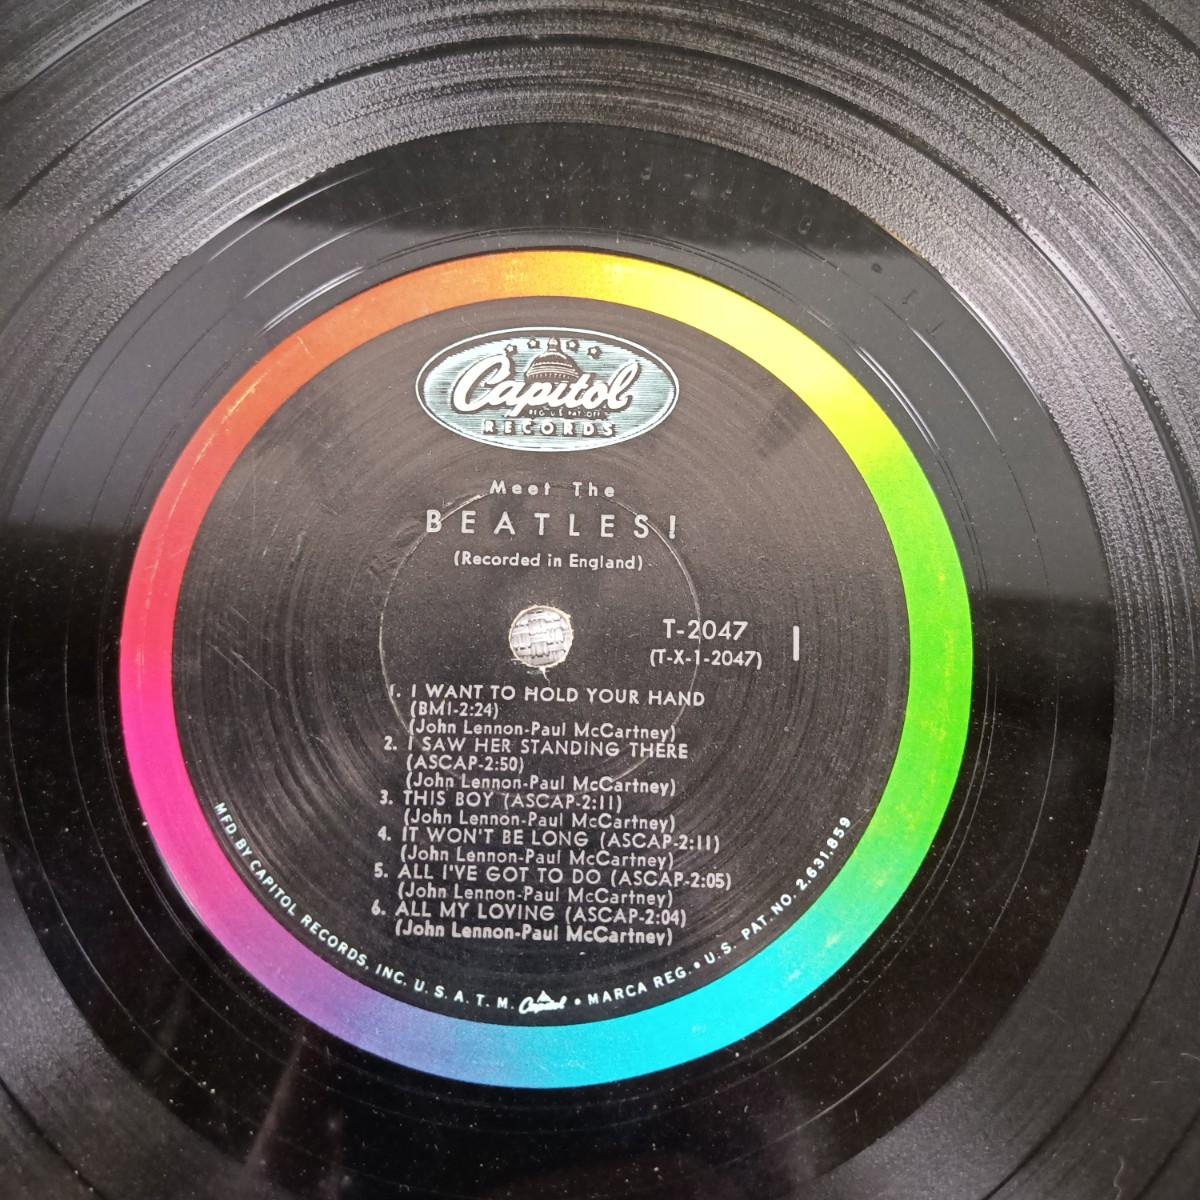 Capitol
REG. U.S. PAT. OFF.
RECORDS
Meet The
BEATLES!
(Recorded in England)
T-2047
(T-X-1-2047)
1
1. I WANT TO HOLD YOUR HAND
(BMI-2:24)
(John Lennon-Paul McCartney)
2. I SAW HER STANDING THERE
(ASCAP-2:50)
(John Lennon-Paul McCartney)
3. THIS BOY (ASCAP-2:11)
(John Lennon-Paul McCartney)
4. IT WON'T BE LONG (ASCAP-2:11)
(John Lennon-Paul McCartney)
5. ALL I'VE GOT TO DO (ASCAP-2:05)
(John Lennon-Paul McCartney)
6. ALL MY LOVING (ASCAP-2:04)
(John Lennon-Paul McCartney)
MFD. BY CAPITOL RECORDS, INC. U.S.A. T.M. Capitol • MARCA REG. • U.S. PAT. NO. 2,631,859